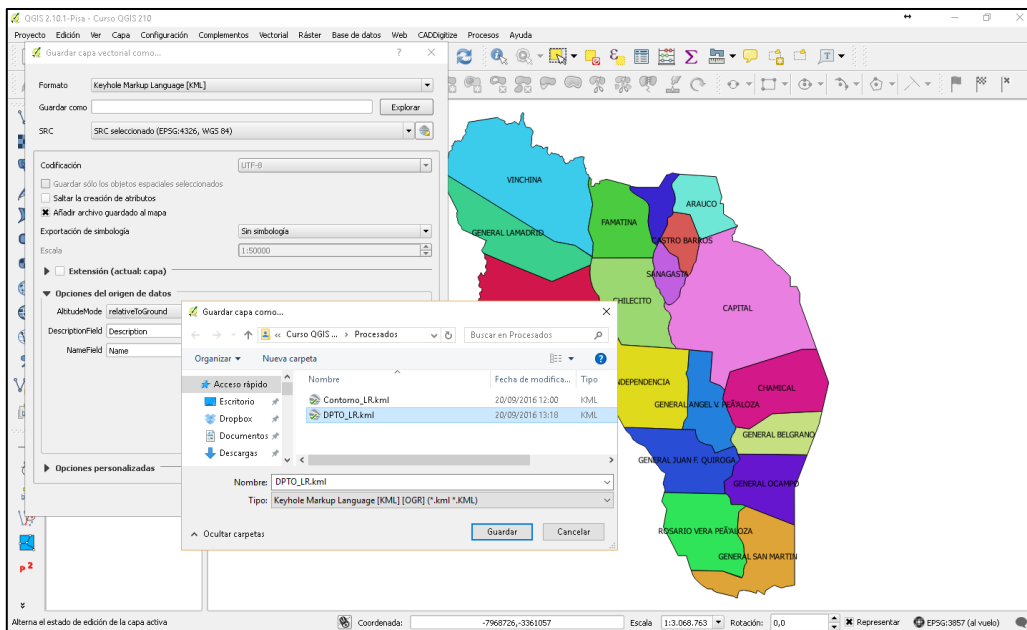 QGIS 2.10.1-Pisa - Curso QGIS 210
Proyecto Edición Ver Capa Configuración Complementos Vectorial Ráster Base de datos Web CADDigitize Procesos Ayuda
Guardar capa vectorial como...
Formato Keyhole Markup Language [KML]
Guardar como Explorar
SRC SRC seleccionado (EPSG:4326, WGS 84)
Codificación UTF-8
Guardar sólo los objetos espaciales seleccionados
Saltar la creación de atributos
Añadir archivo guardado al mapa
Exportación de simbología Sin simbología
Escala 1:50000
Extensión (actual: capa)
Opciones del origen de datos
AltitudeMode relativeToGround
DescriptionField Description
NameField Name
Opciones personalizadas
Guardar capa como...
« Curso QGIS ... > Procesados
Buscar en Procesados
Organizar Nueva carpeta
Acceso rápido
Escritorio
Dropbox
Documentos
Descargas
Nombre Fecha de modifica... Tipo
Contorno_LR.kml 20/09/2016 12:00 KML
DPTO_LR.kml 20/09/2016 13:18 KML
Nombre: DPTO_LR.kml
Tipo: Keyhole Markup Language [KML] [OGR] (*.kml *.KML)
Ocultar carpetas
Guardar Cancelar
VINCHINA
ARAUCO
FAMATINA
GENERAL LAMADRID
CASTRO BARROS
SANAGASTA
CHILECITO
CAPITAL
NDEPENDENCIA
CHAMICAL
GENERAL ANGEL V. PEÃ'ALOZA
GENERAL BELGRANO
GENERAL JUAN F. QUIROGA
GENERAL OCAMPO
ROSARIO VERA PEÃ'ALOZA
GENERAL SAN MARTIN
P2
Alterna el estado de edición de la capa activa
Coordenada: -7968726,-3361057
Escala 1:3.068.763
Rotación: 0,0
Representar
EPSG:3857 (al vuelo)